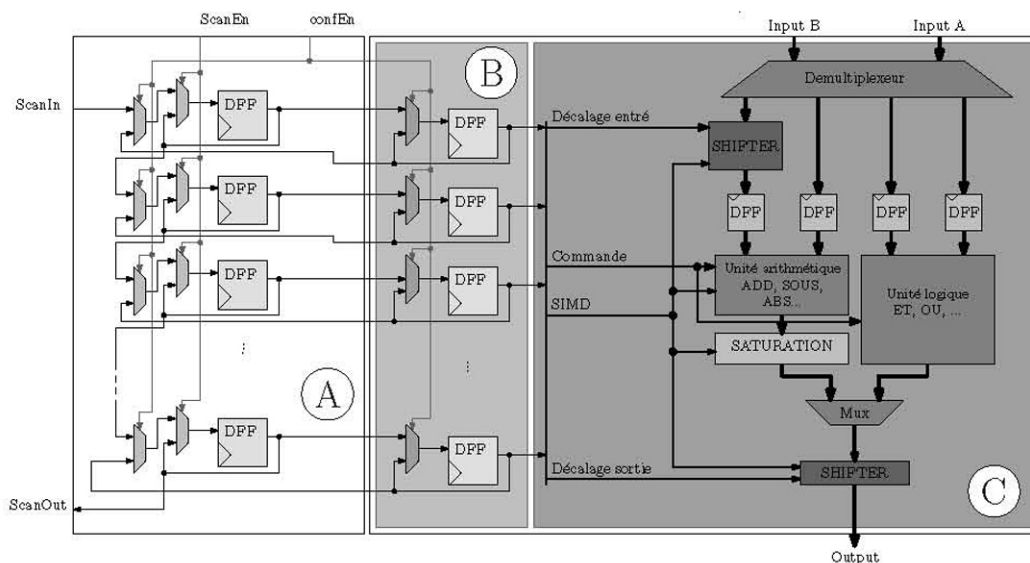 ScanEn confEn Input B Input A
B
Demultiplexeur
ScanIn
DFF DFF
Décalage entré
SHIFTER
DFF DFF
DFF DFF DFF DFF
DFF DFF
Commande
Unité arithmétique
ADD, SOUS,
ABS...
Unité logique
ET, OU, ...
SIMD
SATURATION
A
Mux
DFF DFF
Décalage sortie
SHIFTER
C
ScanOut
Output